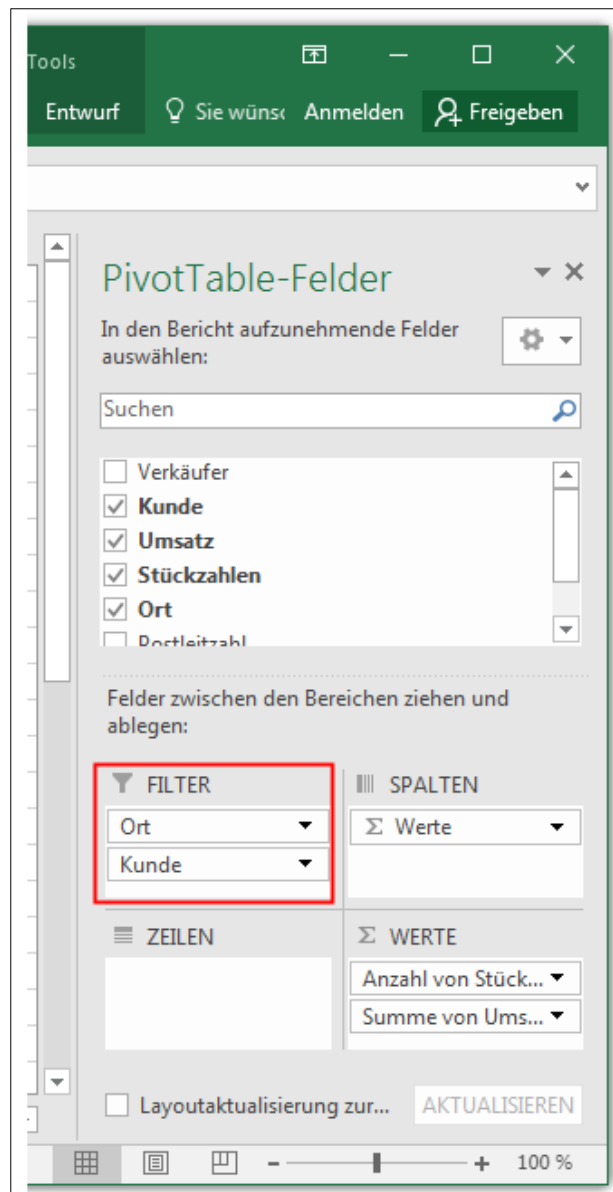 Tools
Entwurf Sie wünsc Anmelden Freigeben
PivotTable-Felder
In den Bericht aufzunehmende Felder
auswählen:
Suchen
Verkäufer
Kunde
Umsatz
Stückzahlen
Ort
Postleitzahl
Felder zwischen den Bereichen ziehen und
ablegen:
FILTER
Ort
Kunde
SPALTEN
Σ Werte
ZEILEN
Σ WERTE
Anzahl von Stück...
Summe von Ums...
Layoutaktualisierung zur... AKTUALISIEREN
100 %